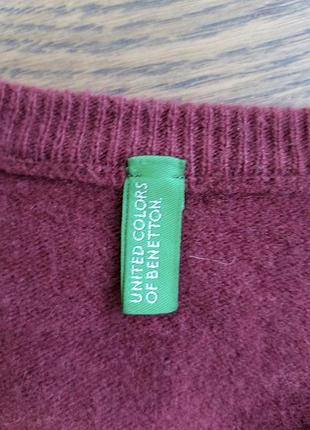 UNITED COLORS
OF BENETTON.